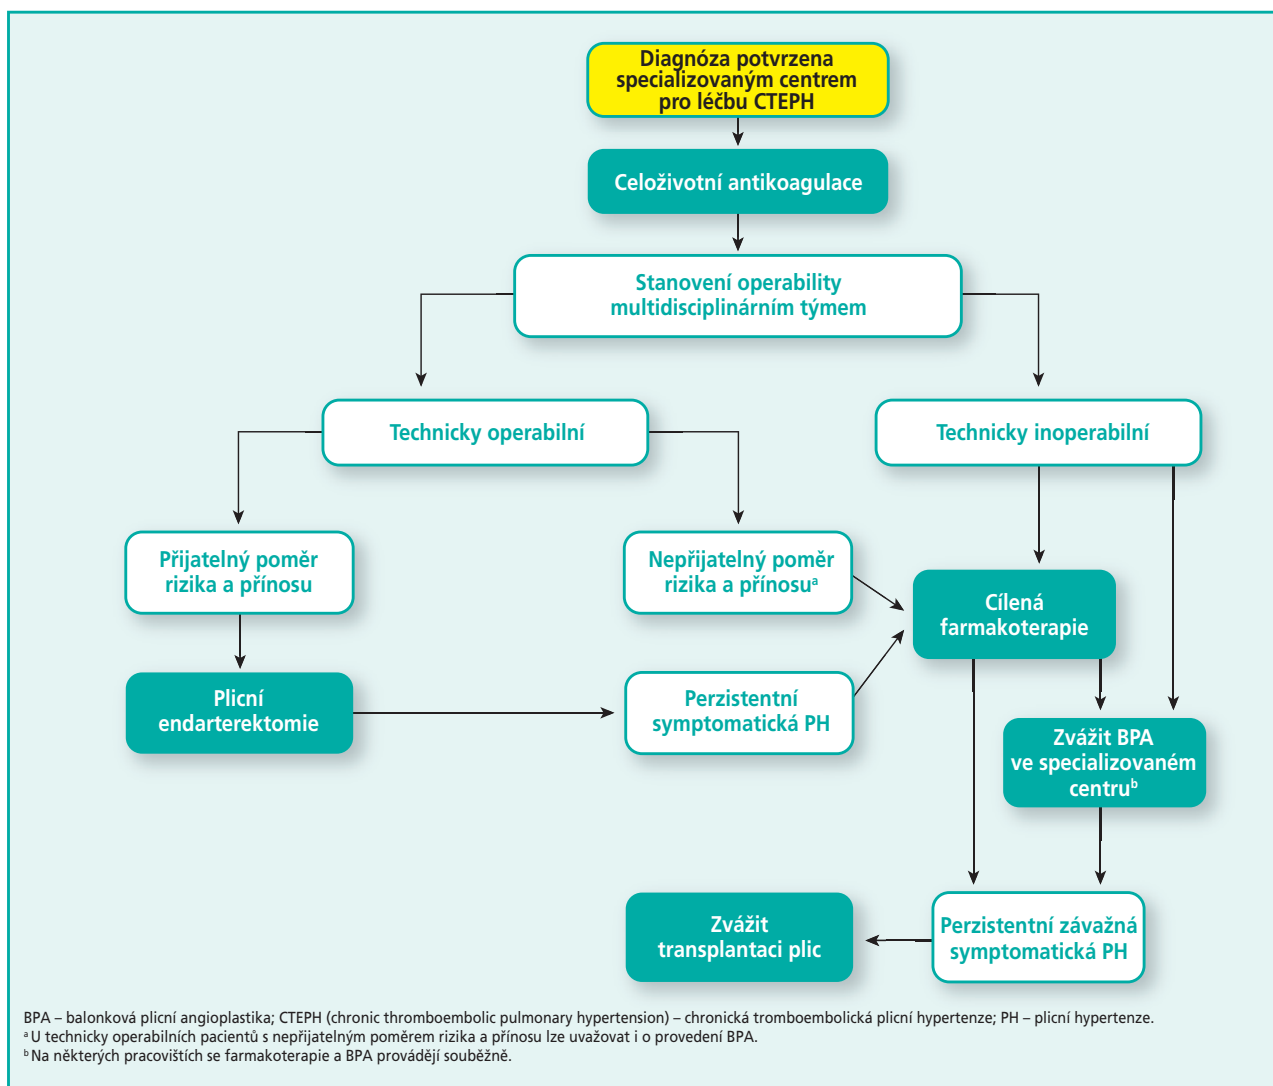 Diagnóza potvrzena
specializovaným centrem
pro léčbu CTEPH
Celoživotní antikoagulace
Stanovení operability
multidisciplinárním týmem
Technicky operabilní
Technicky inoperabilní
Přijatelný poměr
rizika a přínosu
Nepřijatelný poměr
rizika a přínosuᵃ
Cílená
farmakoterapie
Plicní
endarterektomie
Perzistentní
symptomatická PH
Zvážit BPA
ve specializovaném
centruᵇ
Zvážit
transplantaci plic
Perzistentní závažná
symptomatická PH
BPA – balonková plicní angioplastika; CTEPH (chronic thromboembolic pulmonary hypertension) – chronická tromboembolická plicní hypertenze; PH – plicní hypertenze.
ᵃ U technicky operabilních pacientů s nepřijatelným poměrem rizika a přínosu lze uvažovat i o provedení BPA.
ᵇ Na některých pracovištích se farmakoterapie a BPA provádějí souběžně.